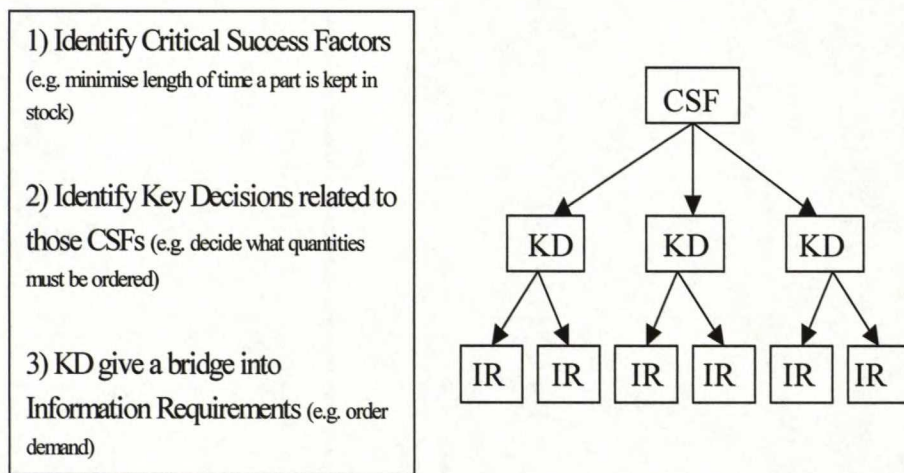 1) Identify Critical Success Factors
(e.g. minimise length of time a part is kept in
stock)
2) Identify Key Decisions related to
those CSFs (e.g. decide what quantities
must be ordered)
3) KD give a bridge into
Information Requirements (e.g. order
demand)
CSF
KD KD KD
IR IR IR IR IR IR